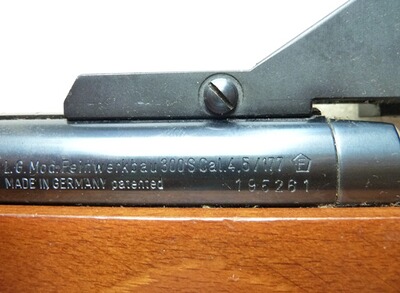 L.G. Mod. Feinwerkbau 300S Cal. 4,5/177 F
MADE IN GERMANY patented 195261